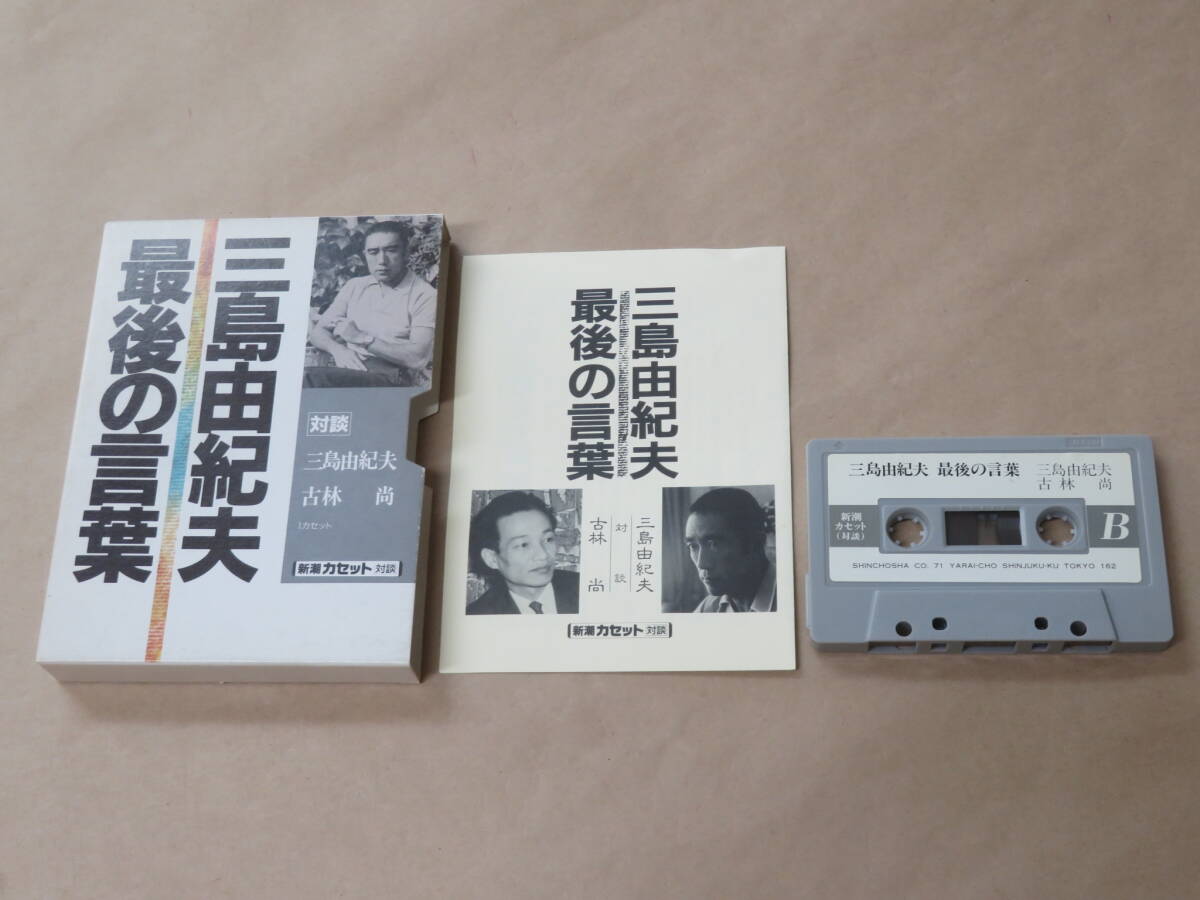 三島由紀夫
最後の言葉
対談
三島由紀夫
古林 尚
1カセット
新潮カセット 対談
三島由紀夫
最後の言葉
三島由紀夫
対談
古林 尚
新潮カセット 対談
三島由紀夫 最後の言葉
三島由紀夫
古林 尚
新潮
カセット
(対談)
B
SHINCHOSHA CO. 71 YARAI-CHO SHINJUKU-KU TOKYO 162